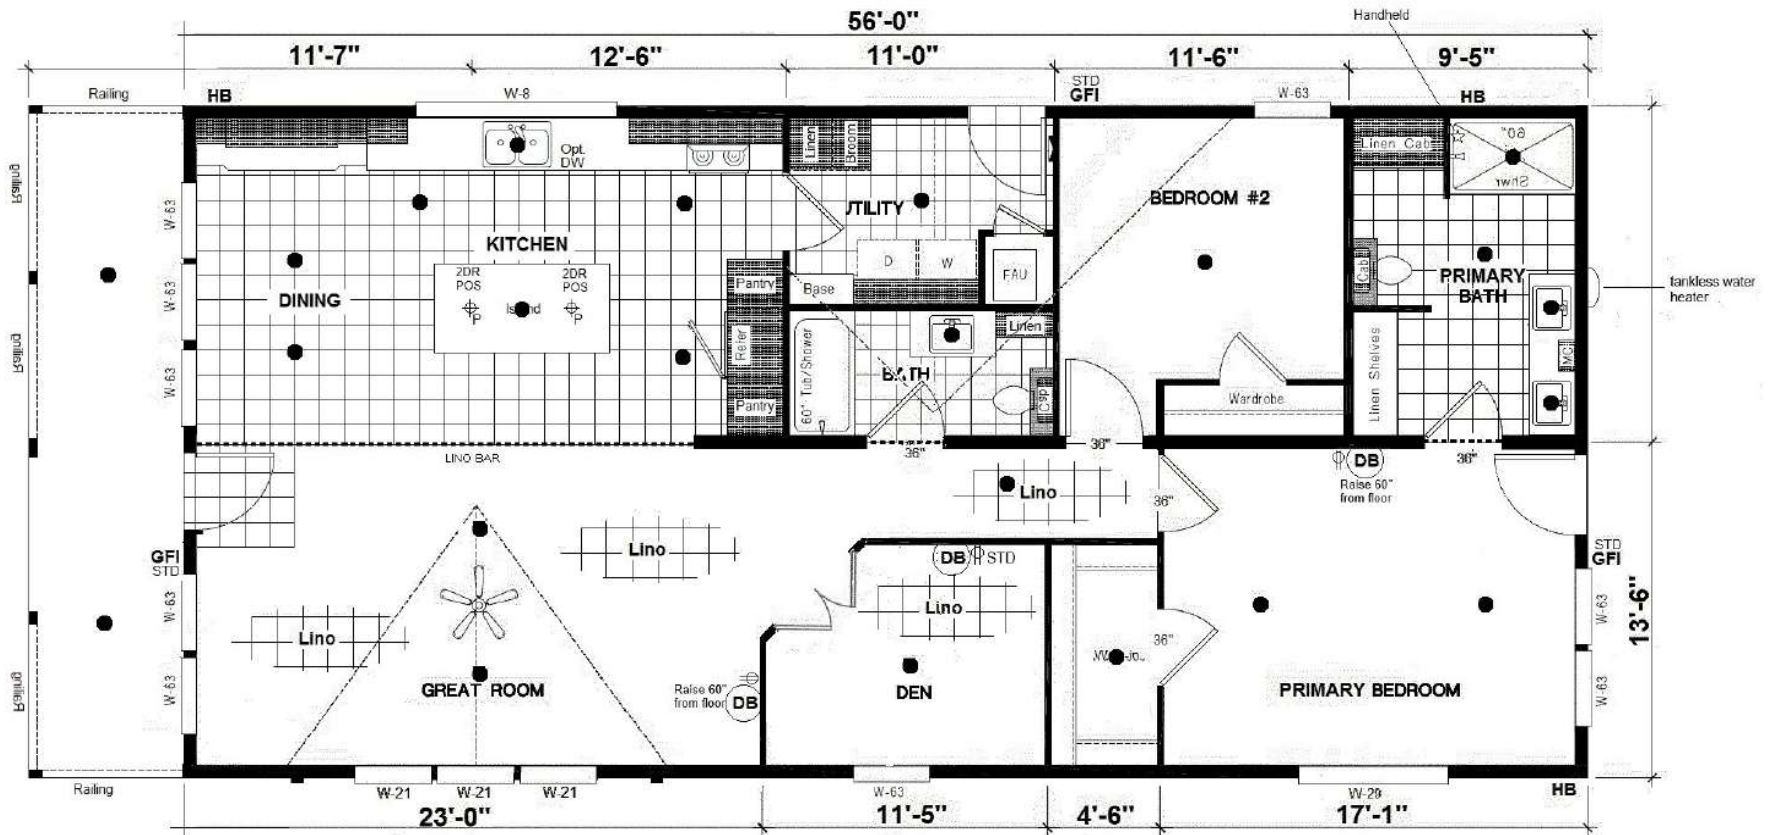 56'-0"
Handheld
11'-7" 12'-6" 11'-0" 11'-6" 9'-5"
Railing
HB
W-8
STD
GFI
W-63
HB
Opt.
DW
Linen
Broom
Linen Cab
60"
Shwr
Railing
W-63
UTILITY
BEDROOM #2
KITCHEN
2DR
POS
2DR
POS
DINING
Island
P
P
Pantry
D
W
FAU
Base
Cab
PRIMARY
BATH
tankless water
heater
W-63
Railing
W-63
Refer
Pantry
60" Tub/Shower
BATH
Linen
Wardrobe
Linen Shelves
MC
LINO BAR
36"
36"
36"
DB
Raise 60"
from floor
Lino
36"
GFI
STD
Lino
DB
STD
STD
GFI
W-63
Lino
Lino
36"
W-63
13'-6"
Railing
W-63
GREAT ROOM
Raise 60"
from floor
DB
DEN
PRIMARY BEDROOM
W-63
Railing
W-21
W-21
W-21
W-63
W-29
HB
23'-0" 11'-5" 4'-6" 17'-1"